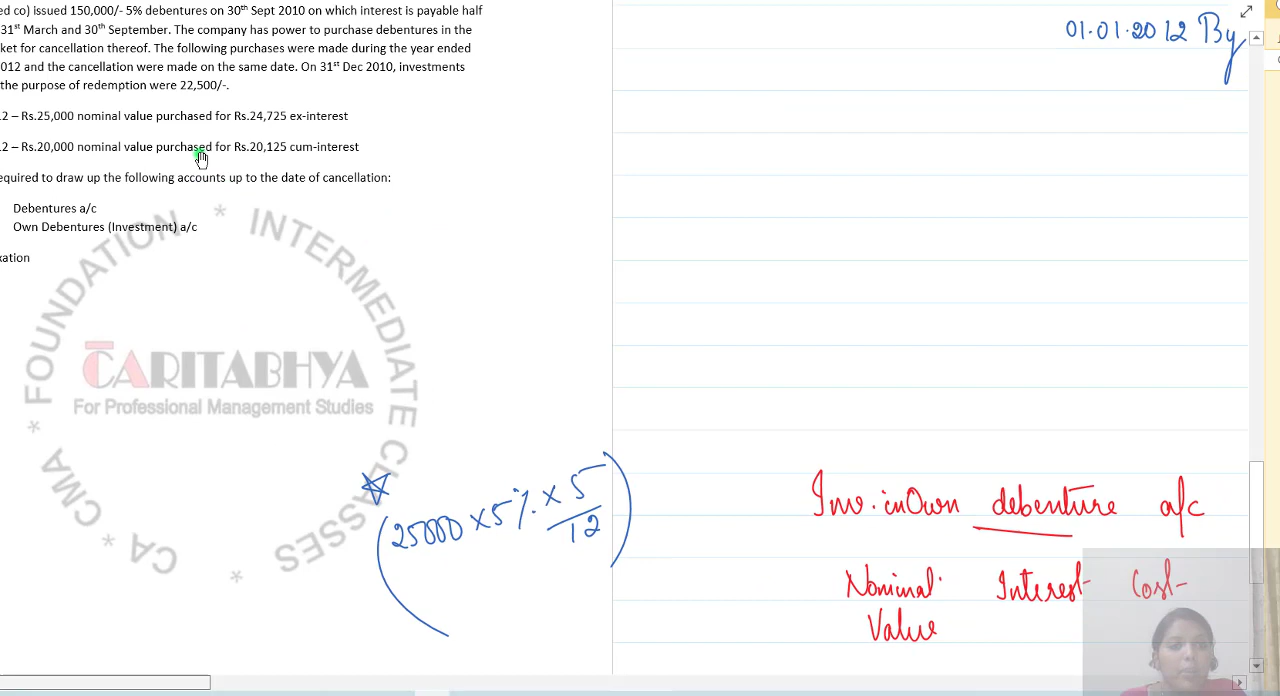 ed co) issued 150,000/- 5% debentures on 30th Sept 2010 on which interest is payable half
31st March and 30th September. The company has power to purchase debentures in the
ket for cancellation thereof. The following purchases were made during the year ended
2012 and the cancellation were made on the same date. On 31st Dec 2010, investments
the purpose of redemption were 22,500/-.
.2 – Rs.25,000 nominal value purchased for Rs.24,725 ex-interest
.2 – Rs.20,000 nominal value purchased for Rs.20,125 cum-interest
equired to draw up the following accounts up to the date of cancellation:
Debentures a/c
Own Debentures (Investment) a/c
xation
* FOUNDATION * INTERMEDIATE CLASSES * CA * CMA
CARITABHYA
For Professional Management Studies
(25000 x 5% x 5/12)
01.01.2012 By
Inv. in Own debenture a/c
Nominal Interest Cost
Value